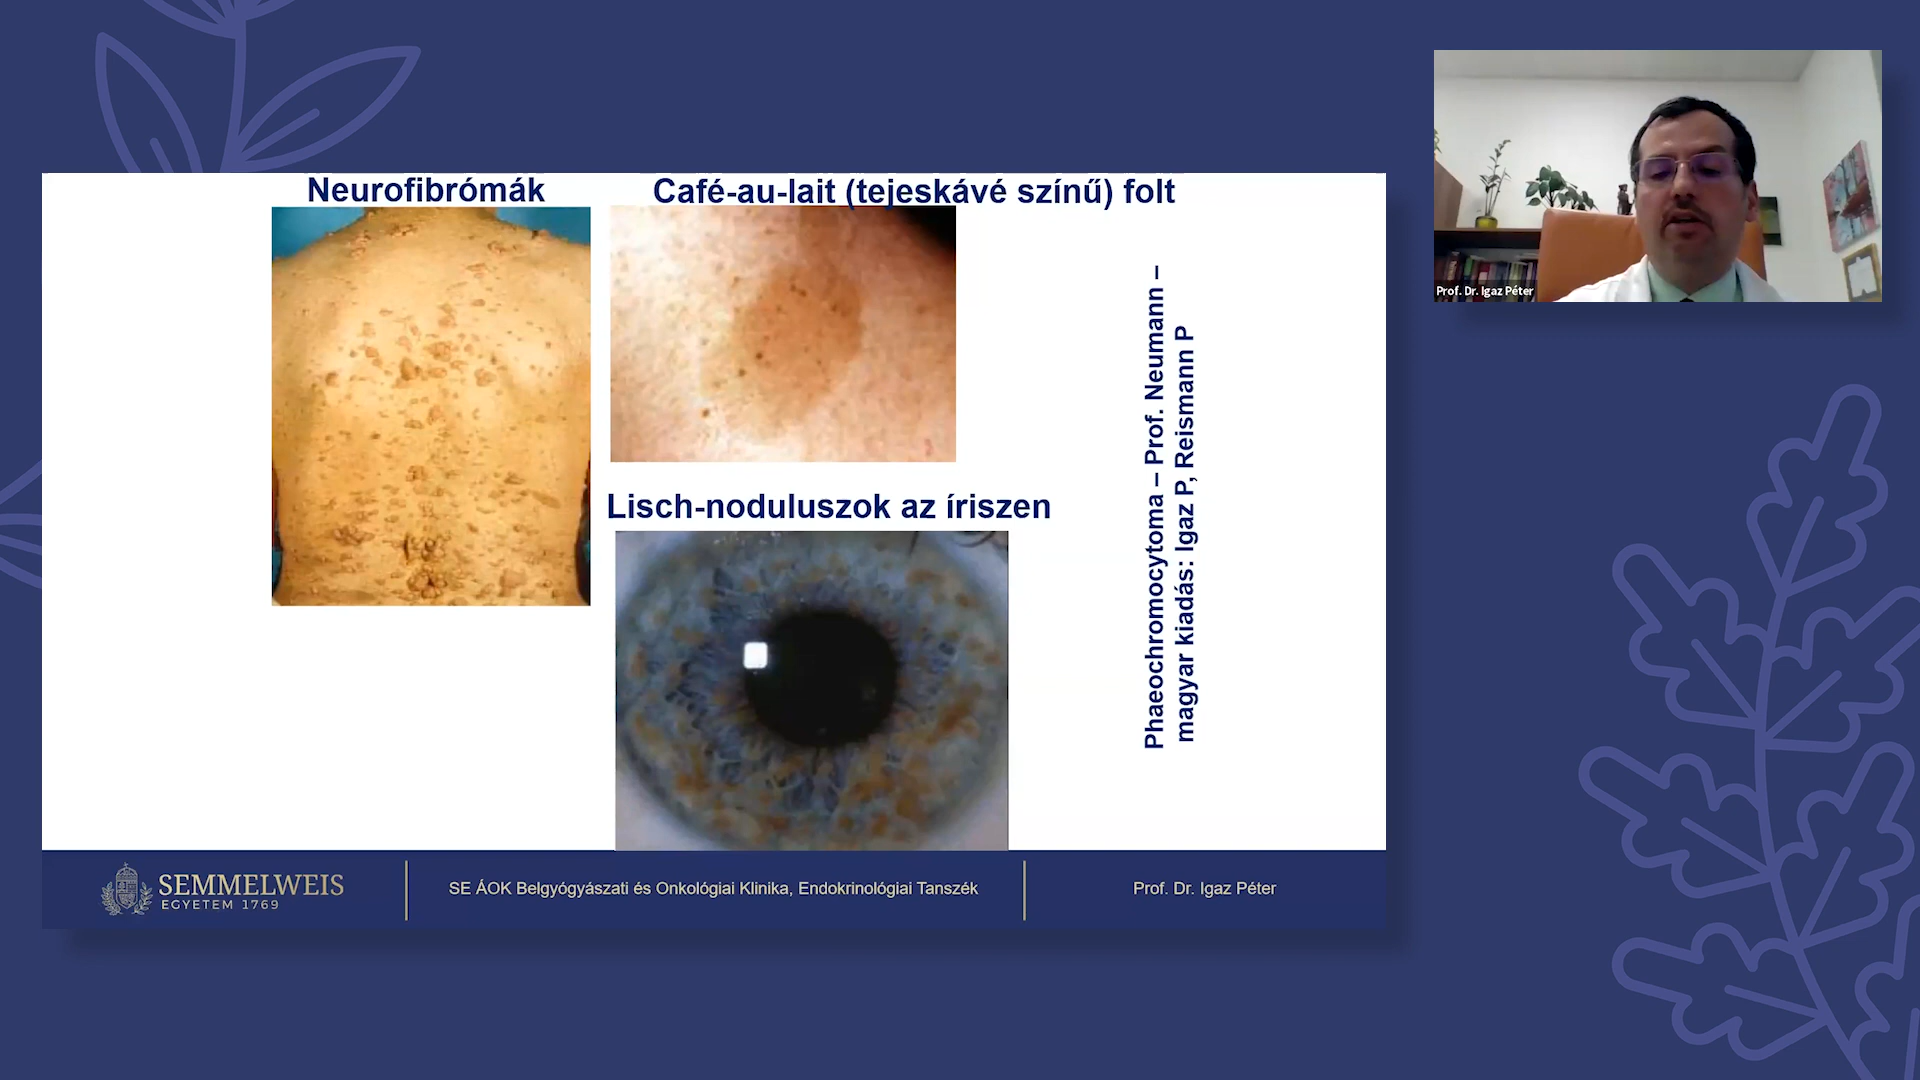 Neurofibrómák
Café-au-lait (tejeskávé színű) folt
Lisch-noduluszok az íriszen
Phaeochromocytoma – Prof. Neumann –
magyar kiadás: Igaz P, Reismann P
Prof. Dr. Igaz Péter
SEMMELWEIS
EGYETEM 1769
SE ÁOK Belgyógyászati és Onkológiai Klinika, Endokrinológiai Tanszék
Prof. Dr. Igaz Péter